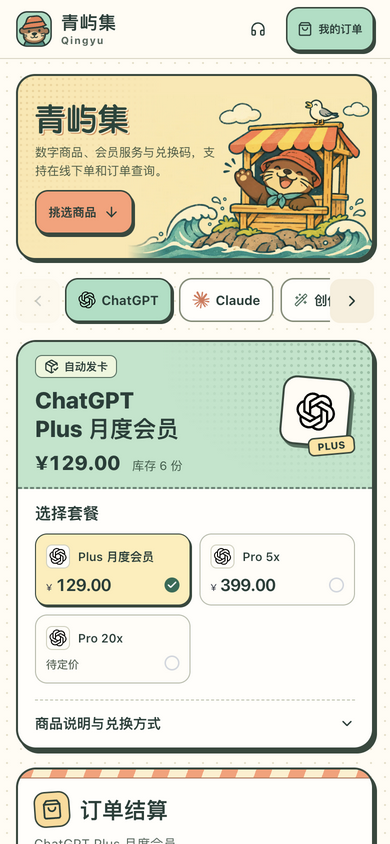 青屿集
Qingyu
我的订单
青屿集
数字商品、会员服务与兑换码，支
持在线下单和订单查询。
挑选商品
ChatGPT
Claude
自动发卡
ChatGPT
Plus 月度会员
¥129.00 库存 6 份
PLUS
选择套餐
Plus 月度会员
¥ 129.00
Pro 5x
¥ 399.00
Pro 20x
待定价
商品说明与兑换方式
订单结算
ChatGPT Plus 月度会员